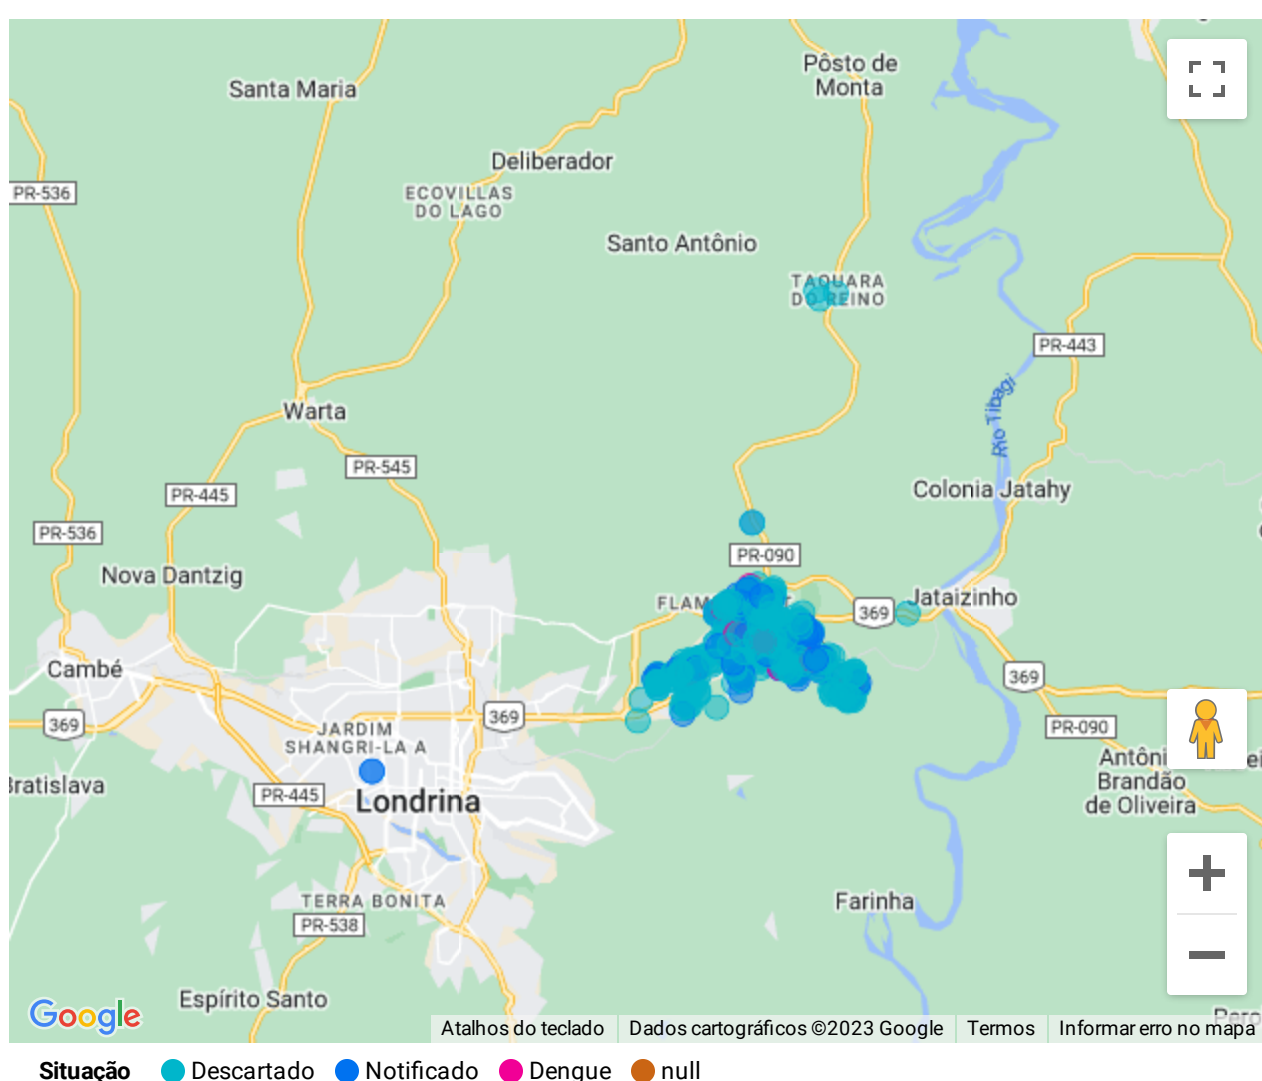 Pôsto de
Monta
Santa Maria
Deliberador
PR-536
ECOVILLAS
DO LAGO
Santo Antônio
TAQUARA
DO REINO
PR-443
Rio Tibagi
Warta
PR-545
PR-445
Colonia Jatahy
PR-536
PR-090
Nova Dantzig
FLAM
369
Jataizinho
Cambé
369
369
369
PR-090
JARDIM
SHANGRI-LA A
Antôni
Brandão
de Oliveira
Bratislava
PR-445
Londrina
TERRA BONITA
Farinha
PR-538
Espírito Santo
Google
Pero
Atalhos do teclado
Dados cartográficos ©2023 Google
Termos
Informar erro no mapa
Situação Descartado Notificado Dengue null